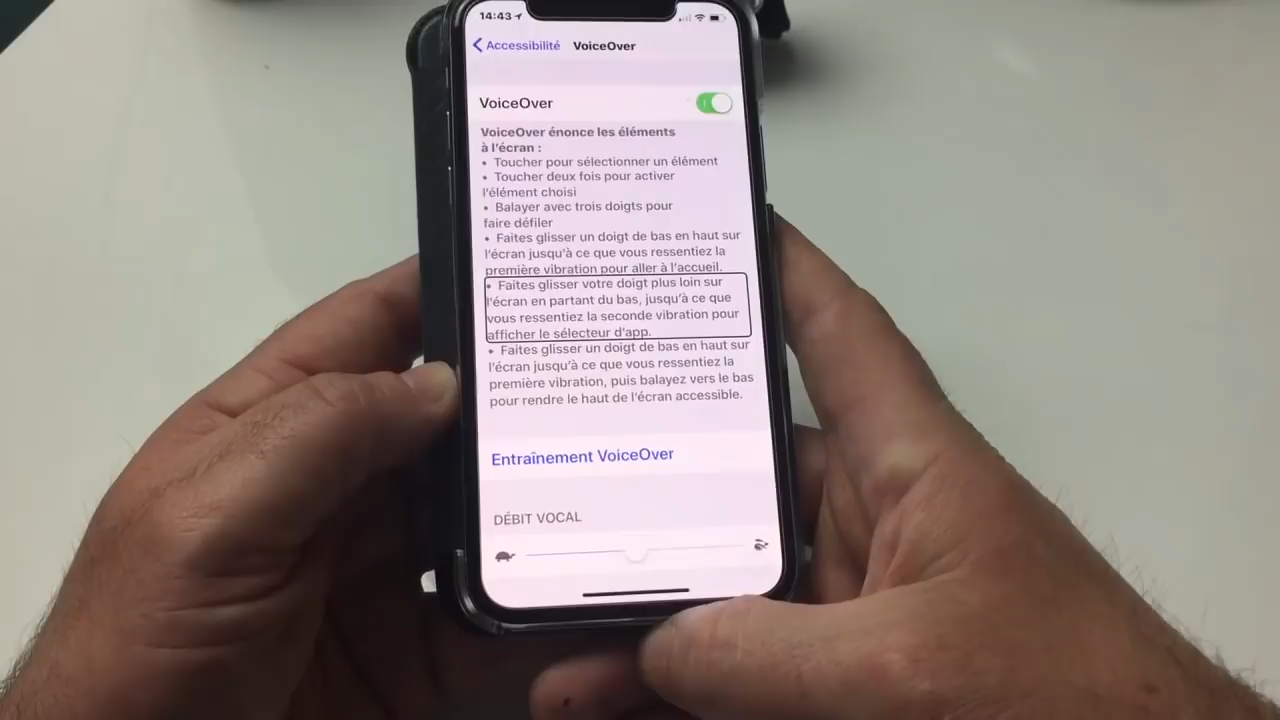 14:43
Accessibilité VoiceOver
VoiceOver
VoiceOver énonce les éléments
à l'écran :
• Toucher pour sélectionner un élément
• Toucher deux fois pour activer
l'élément choisi
• Balayer avec trois doigts pour
faire défiler
• Faites glisser un doigt de bas en haut sur
l'écran jusqu'à ce que vous ressentiez la
première vibration pour aller à l'accueil.
• Faites glisser votre doigt plus loin sur
l'écran en partant du bas, jusqu'à ce que
vous ressentiez la seconde vibration pour
afficher le sélecteur d'app.
• Faites glisser un doigt de bas en haut sur
l'écran jusqu'à ce que vous ressentiez la
première vibration, puis balayez vers le bas
pour rendre le haut de l'écran accessible.
Entraînement VoiceOver
DÉBIT VOCAL